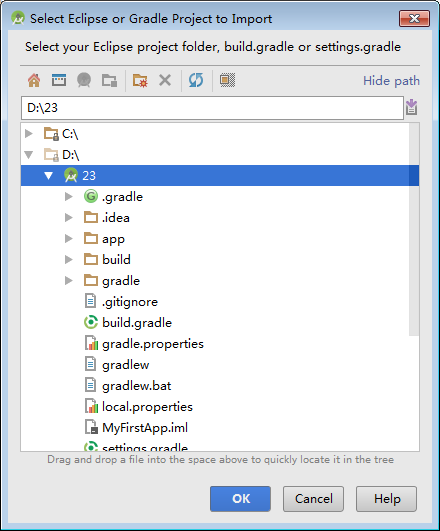 Select Eclipse or Gradle Project to Import
Select your Eclipse project folder, build.gradle or settings.gradle
Hide path
D:\23
C:\
D:\
23
.gradle
.idea
app
build
gradle
.gitignore
build.gradle
gradle.properties
gradlew
gradlew.bat
local.properties
MyFirstApp.iml
settings.gradle
Drag and drop a file into the space above to quickly locate it in the tree
OK Cancel Help